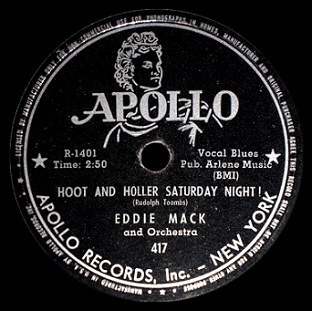 APOLLO
R-1401
Time: 2:50
Vocal Blues
Pub. Arlene Music
(BMI)
HOOT AND HOLLER SATURDAY NIGHT!
(Rudolph Toombs)
EDDIE MACK
and Orchestra
417
APOLLO RECORDS, Inc. – NEW YORK